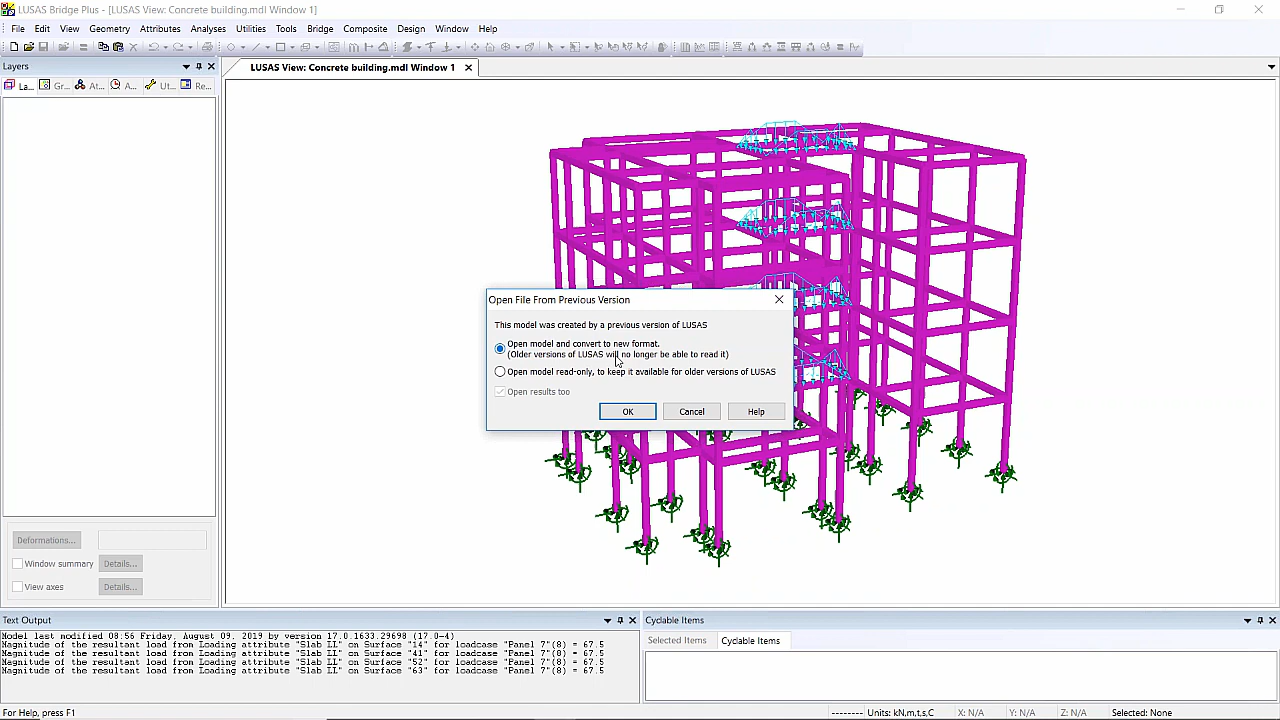 LUSAS Bridge Plus - [LUSAS View: Concrete building.mdl Window 1]
File Edit View Geometry Attributes Analyses Utilities Tools Bridge Composite Design Window Help
Layers
La... Gr... At... A... Ut... Re...
LUSAS View: Concrete building.mdl Window 1
Open File From Previous Version
This model was created by a previous version of LUSAS
Open model and convert to new format.
(Older versions of LUSAS will no longer be able to read it)
Open model read-only, to keep it available for older versions of LUSAS
Open results too
OK Cancel Help
Deformations...
Window summary Details...
View axes Details...
Text Output
Model last modified 08:56 Friday, August 09, 2019 by version 17.0.1633.29698 (17.0-4)
Magnitude of the resultant load from Loading attribute "Slab LL" on Surface "14" for loadcase "Panel 7"(8) = 67.5
Magnitude of the resultant load from Loading attribute "Slab LL" on Surface "41" for loadcase "Panel 7"(8) = 67.5
Magnitude of the resultant load from Loading attribute "Slab LL" on Surface "52" for loadcase "Panel 7"(8) = 67.5
Magnitude of the resultant load from Loading attribute "Slab LL" on Surface "63" for loadcase "Panel 7"(8) = 67.5
Cyclable Items
Selected Items Cyclable Items
For Help, press F1
-------- Units: kN,m,t,s,C X: N/A Y: N/A Z: N/A Selected: None